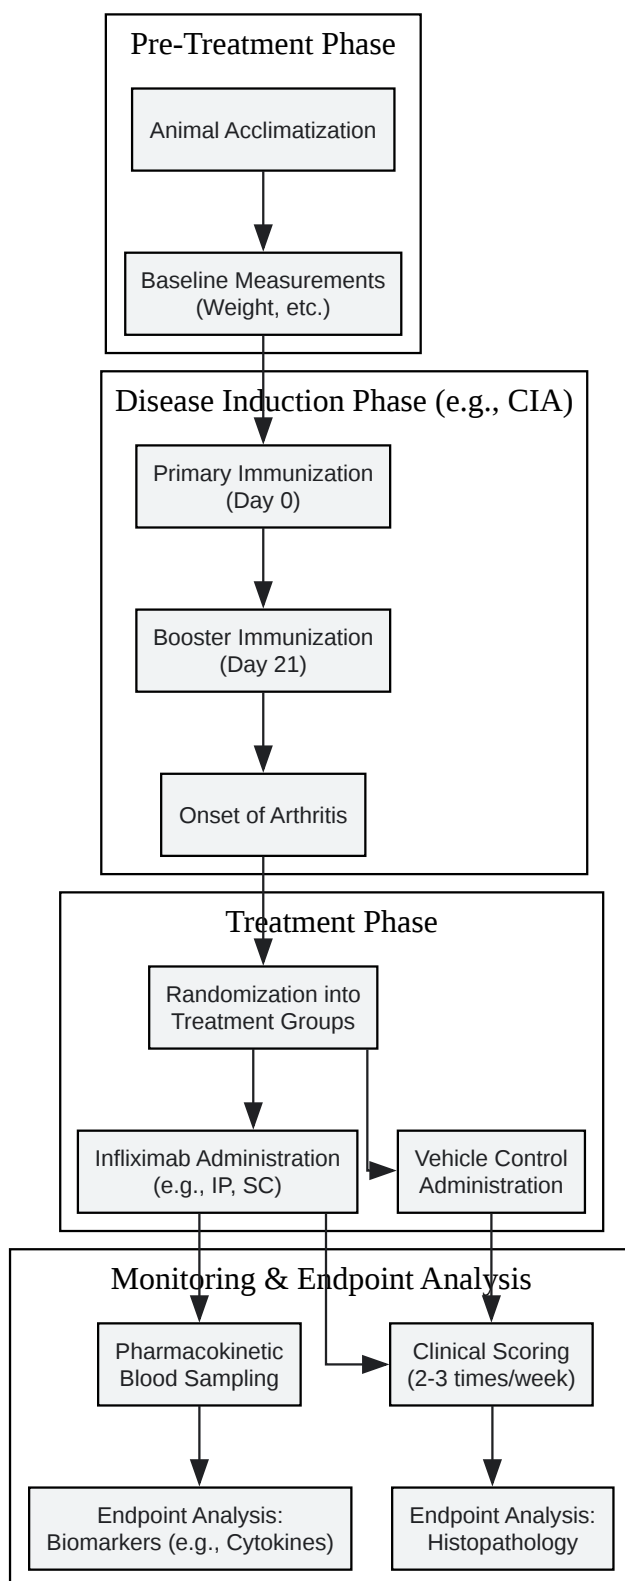 Pre-Treatment Phase
Animal Acclimatization
Baseline Measurements
(Weight, etc.)
Disease Induction Phase (e.g., CIA)
Primary Immunization
(Day 0)
Booster Immunization
(Day 21)
Onset of Arthritis
Treatment Phase
Randomization into
Treatment Groups
Infliximab Administration
(e.g., IP, SC)
Vehicle Control
Administration
Monitoring & Endpoint Analysis
Pharmacokinetic
Blood Sampling
Clinical Scoring
(2-3 times/week)
Endpoint Analysis:
Biomarkers (e.g., Cytokines)
Endpoint Analysis:
Histopathology